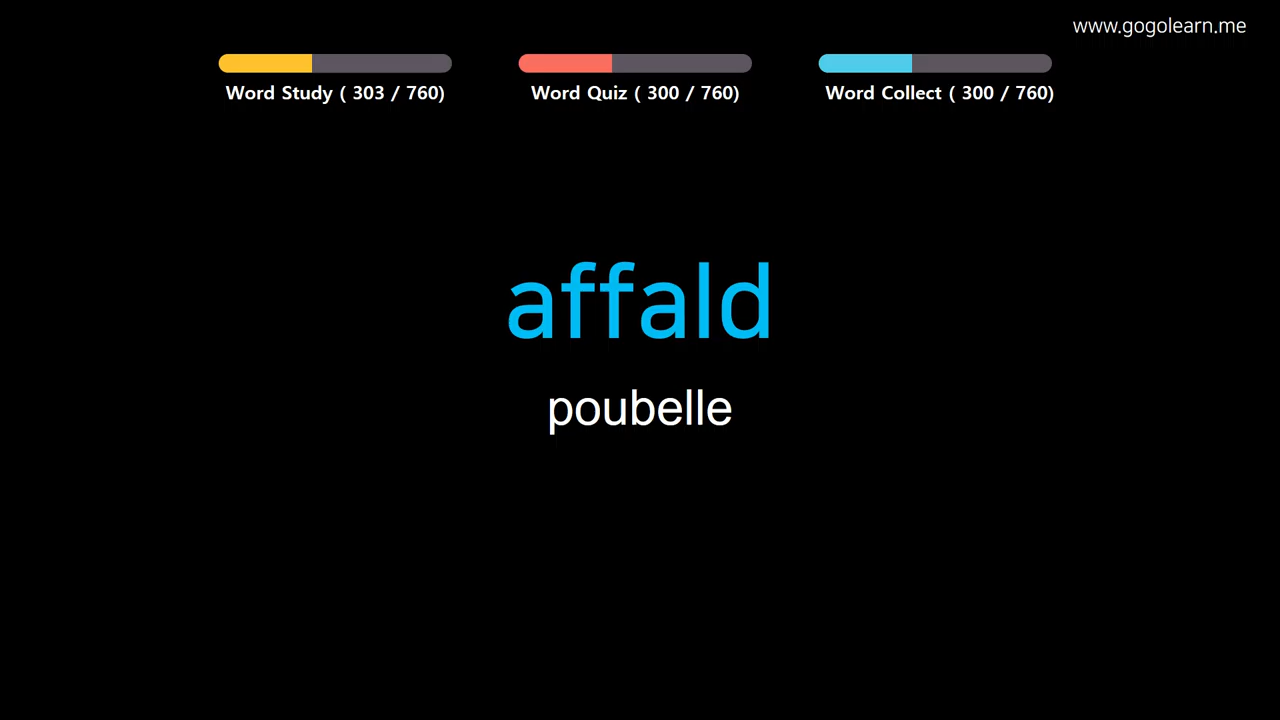 www.gogolearn.me
Word Study ( 303 / 760)
Word Quiz ( 300 / 760)
Word Collect ( 300 / 760)
affald
poubelle